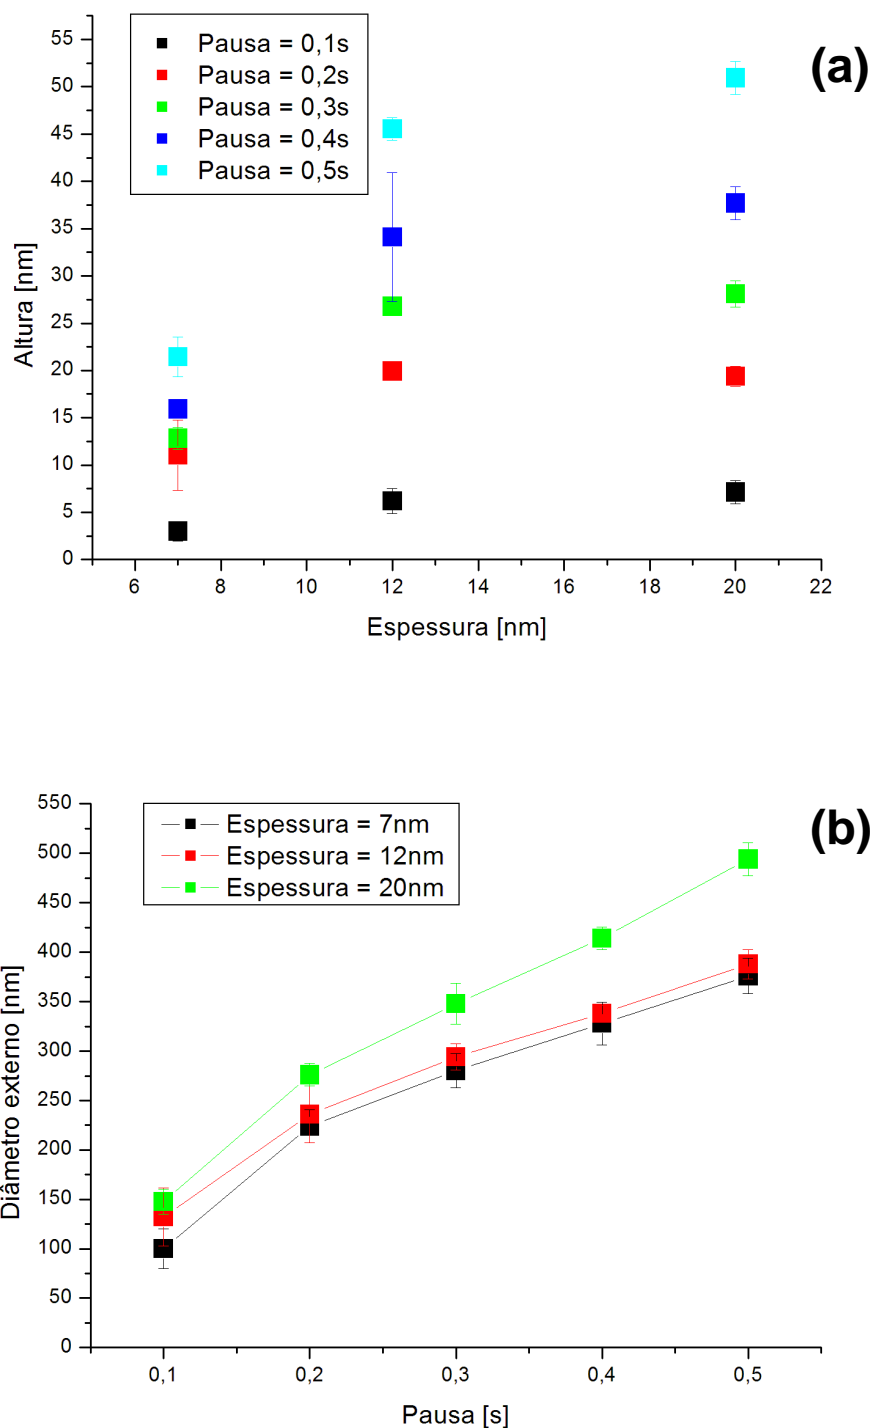 (a)
Pausa = 0,1s
Pausa = 0,2s
Pausa = 0,3s
Pausa = 0,4s
Pausa = 0,5s
Altura [nm]
55
50
45
40
35
30
25
20
15
10
5
0
6 8 10 12 14 16 18 20 22
Espessura [nm]
(b)
Espessura = 7nm
Espessura = 12nm
Espessura = 20nm
Diâmetro externo [nm]
550
500
450
400
350
300
250
200
150
100
50
0
0,1 0,2 0,3 0,4 0,5
Pausa [s]